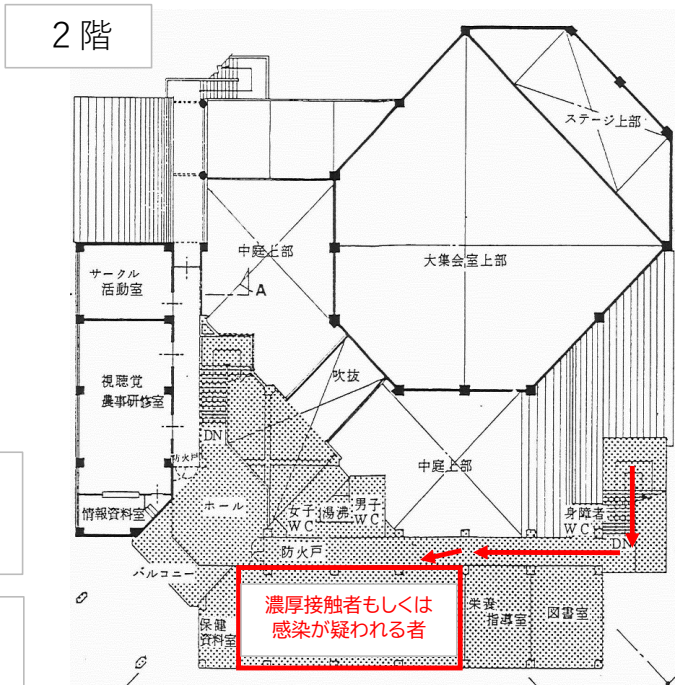 2階
ステージ上部
中庭上部
大集会室上部
サークル
活動室
A
吹抜
視聴覚
農事研修室
DN
防火戸
中庭上部
ホール
女子
WC
湯沸
男子
WC
身障者
WC
情報資料室
防火戸
DN
バルコニー
濃厚接触者もしくは
感染が疑われる者
保健
資料室
栄養
指導室
図書室